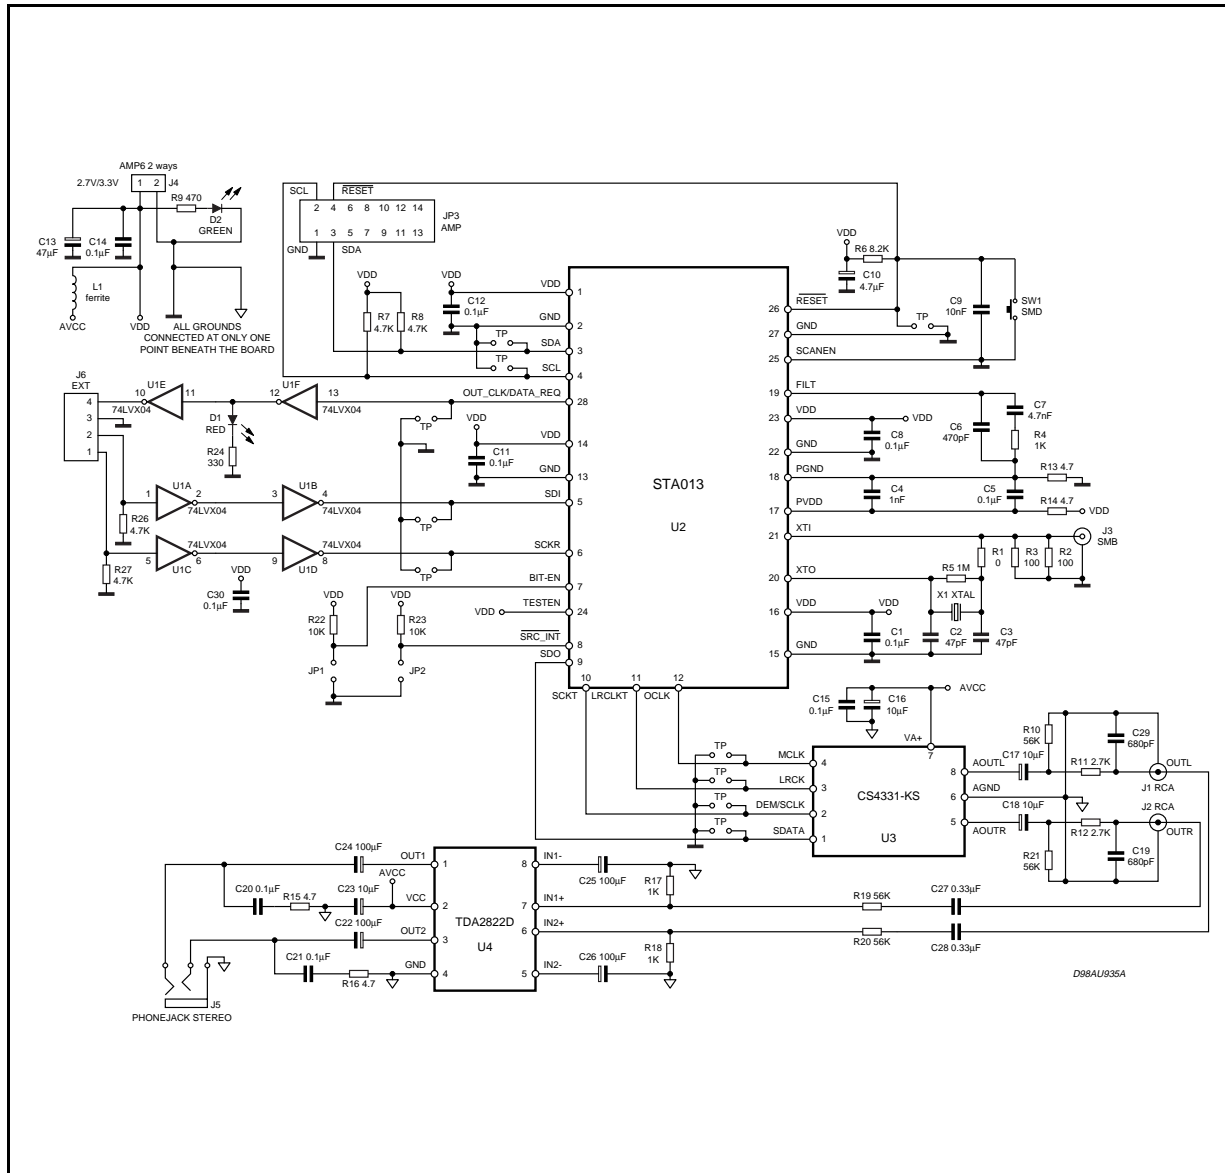 AMP6 2 ways
2.7V/3.3V
1 2
J4
R9 470
D2
GREEN
C13
47µF
C14
0.1µF
L1
ferrite
AVCC
VDD
ALL GROUNDS
CONNECTED AT ONLY ONE
POINT BENEATH THE BOARD
SCL
RESET
2 4 6 8 10 12 14
1 3 5 7 9 11 13
JP3
AMP
GND
SDA
VDD
R7
4.7K
R8
4.7K
VDD
C12
0.1µF
TP
TP
VDD
1
GND
2
SDA
3
SCL
4
OUT_CLK/DATA_REQ
28
VDD
14
GND
13
SDI
5
SCKR
6
BIT-EN
7
TESTEN
24
SRC_INT
8
SDO
9
SCKT
10
LRCLKT
11
OCLK
12
STA013
U2
VDD
R6 8.2K
C10
4.7µF
C9
10nF
SW1
SMD
TP
26
RESET
27
GND
25
SCANEN
19
FILT
23
VDD
22
GND
18
PGND
17
PVDD
21
XTI
20
XTO
16
VDD
15
GND
VDD
C8
0.1µF
C6
470pF
C7
4.7nF
R4
1K
C4
1nF
C5
0.1µF
R13 4.7
R14 4.7
VDD
J3
SMB
R1
0
R3
100
R2
100
R5 1M
X1 XTAL
VDD
C1
0.1µF
C2
47pF
C3
47pF
J6
EXT
4
3
2
1
U1E
10
11
74LVX04
U1F
12
13
74LVX04
D1
RED
R24
330
TP
VDD
C11
0.1µF
U1A
1
2
74LVX04
U1B
3
4
74LVX04
TP
R26
4.7K
74LVX04
5
6
U1C
74LVX04
9
8
U1D
TP
R27
4.7K
VDD
C30
0.1µF
VDD
R22
10K
VDD
R23
10K
VDD
JP1
JP2
C15
0.1µF
C16
10µF
AVCC
VA+
7
TP
TP
TP
TP
MCLK
4
LRCK
3
DEM/SCLK
2
SDATA
1
CS4331-KS
U3
8
AOUTL
6
AGND
5
AOUTR
C17 10µF
R10
56K
R11 2.7K
C29
680pF
OUTL
J1 RCA
C18 10µF
R12 2.7K
J2 RCA
OUTR
R21
56K
C19
680pF
C24 100µF
OUT1
1
AVCC
C20 0.1µF
R15 4.7
C23 10µF
VCC
2
C22 100µF
OUT2
3
C21 0.1µF
R16 4.7
GND
4
J5
PHONEJACK STEREO
TDA2822D
U4
8
IN1-
7
IN1+
6
IN2+
5
IN2-
C25 100µF
R17
1K
C26 100µF
R18
1K
R19 56K
C27 0.33µF
R20 56K
C28 0.33µF
D98AU935A